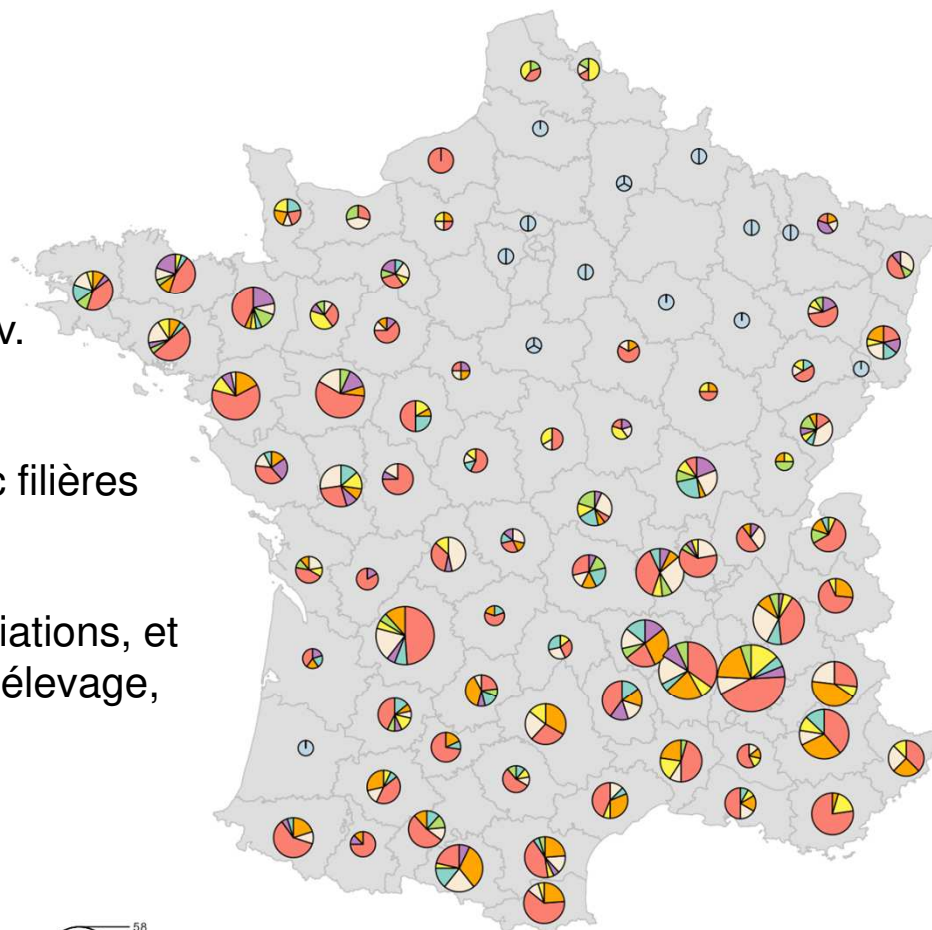 v.
c filières
iations, et
élevage,
58